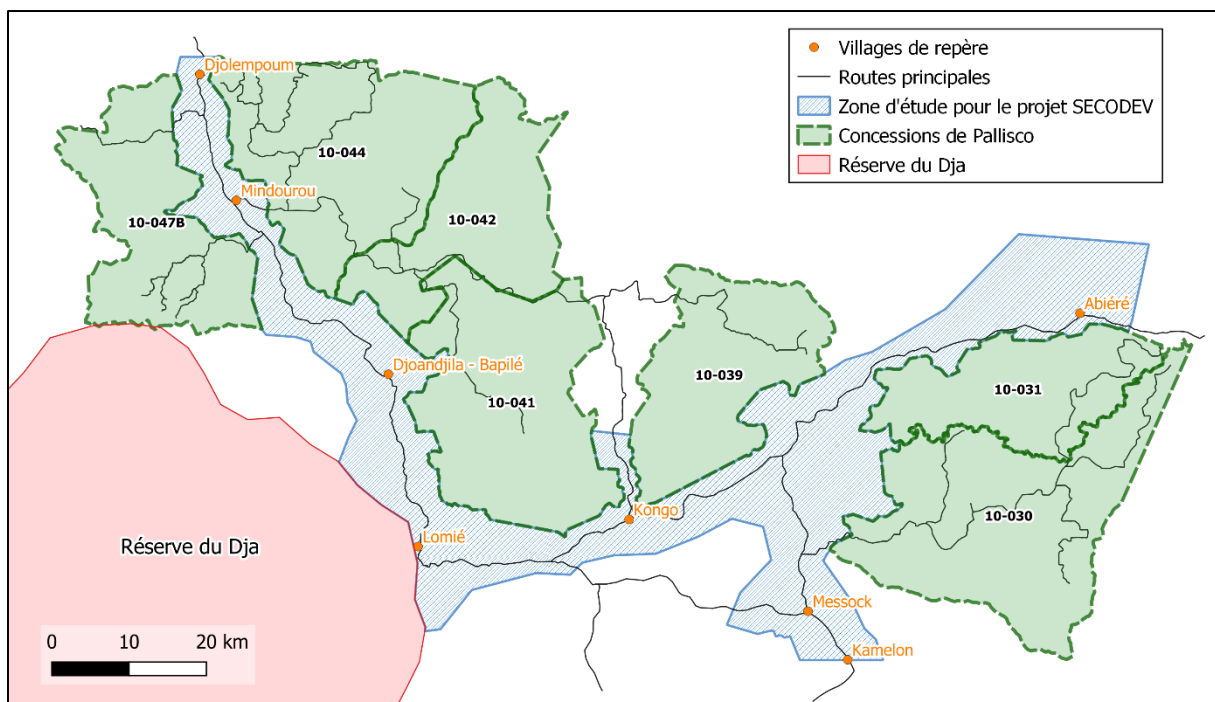 Djolempoum
Villages de repère
Routes principales
Zone d'étude pour le projet SECODEV
Concessions de Pallisco
Réserve du Dja
10-044
Mindourou
10-047B
10-042
Abiéré
Djoandjila - Bapilé
10-039
10-041
10-031
Kongo
10-030
Lomié
Réserve du Dja
Messock
0 10 20 km
Kamelon